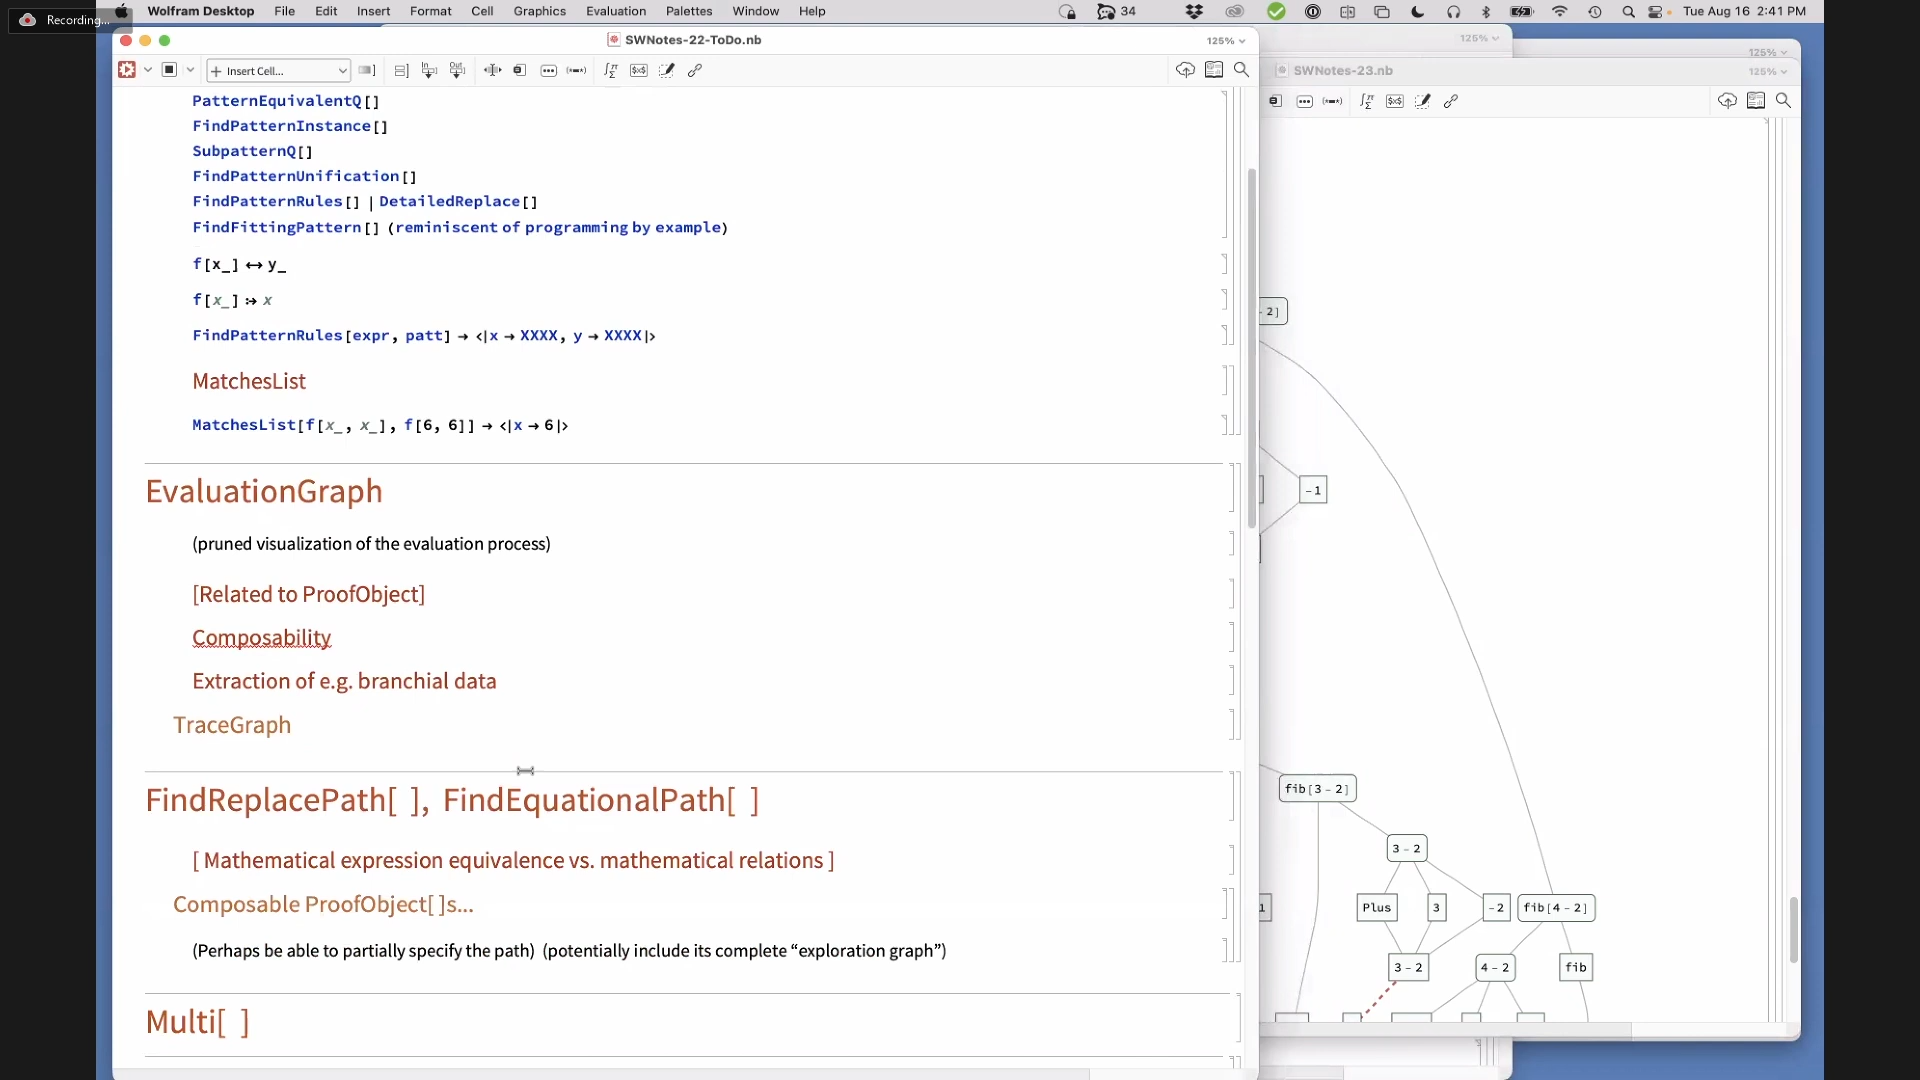 Recording...
Wolfram Desktop File Edit Insert Format Cell Graphics Evaluation Palettes Window Help 34 Tue Aug 16 2:41 PM
SWNotes-22-ToDo.nb 125%
125%
125%
SWNotes-23.nb 125%
Insert Cell...
PatternEquivalentQ[]
FindPatternInstance[]
SubpatternQ[]
FindPatternUnification[]
FindPatternRules[] | DetailedReplace[]
FindFittingPattern[] (reminiscent of programming by example)
f[x_] ↔ y_
f[x_] :→ x
FindPatternRules[expr, patt] → <|x → XXXX, y → XXXX|>
MatchesList
MatchesList[f[x_, x_], f[6, 6]] → <|x → 6|>
EvaluationGraph
(pruned visualization of the evaluation process)
[Related to ProofObject]
Composability
Extraction of e.g. branchial data
TraceGraph
FindReplacePath[ ], FindEquationalPath[ ]
[ Mathematical expression equivalence vs. mathematical relations ]
Composable ProofObject[ ]s...
(Perhaps be able to partially specify the path) (potentially include its complete “exploration graph”)
Multi[ ]
- 2]
-1
fib[3 - 2]
3 - 2
1
Plus
3
-2
fib[4 - 2]
3 - 2
4 - 2
fib